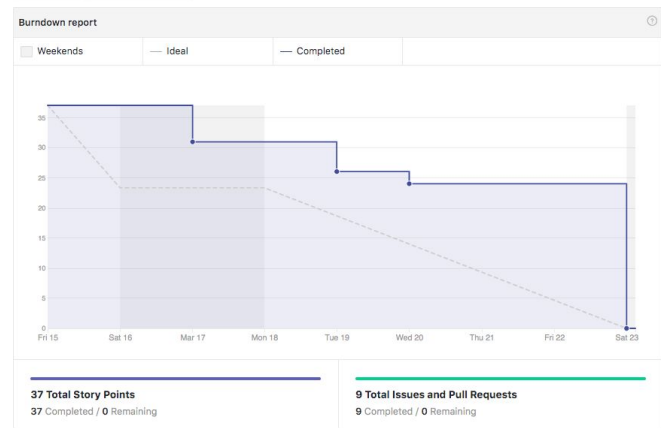 Burndown report
?
Weekends
Ideal
Completed
35
30
25
20
15
10
5
0
Fri 15 Sat 16 Mar 17 Mon 18 Tue 19 Wed 20 Thu 21 Fri 22 Sat 23
37 Total Story Points
37 Completed / 0 Remaining
9 Total Issues and Pull Requests
9 Completed / 0 Remaining